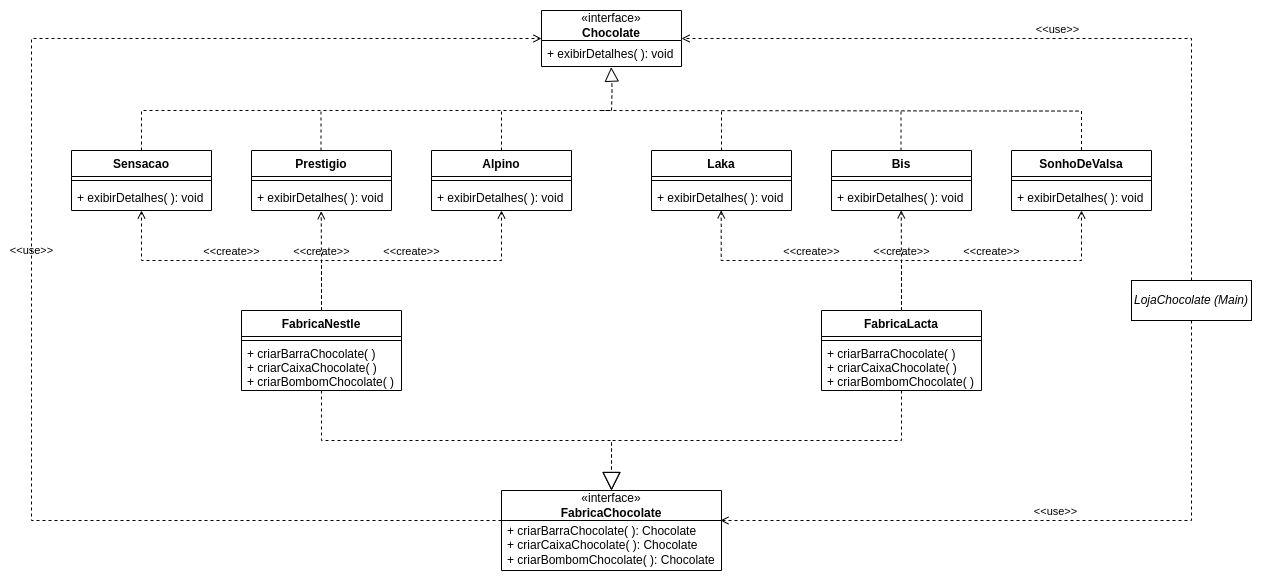 «interface»
Chocolate
+ exibirDetalhes( ): void
<<use>>
Sensacao
+ exibirDetalhes( ): void
Prestigio
+ exibirDetalhes( ): void
Alpino
+ exibirDetalhes( ): void
Laka
+ exibirDetalhes( ): void
Bis
+ exibirDetalhes( ): void
SonhoDeValsa
+ exibirDetalhes( ): void
<<use>>
<<create>>
<<create>>
<<create>>
<<create>>
<<create>>
<<create>>
LojaChocolate (Main)
FabricaNestle
+ criarBarraChocolate( )
+ criarCaixaChocolate( )
+ criarBombomChocolate( )
FabricaLacta
+ criarBarraChocolate( )
+ criarCaixaChocolate( )
+ criarBombomChocolate( )
«interface»
FabricaChocolate
+ criarBarraChocolate( ): Chocolate
+ criarCaixaChocolate( ): Chocolate
+ criarBombomChocolate( ): Chocolate
<<use>>